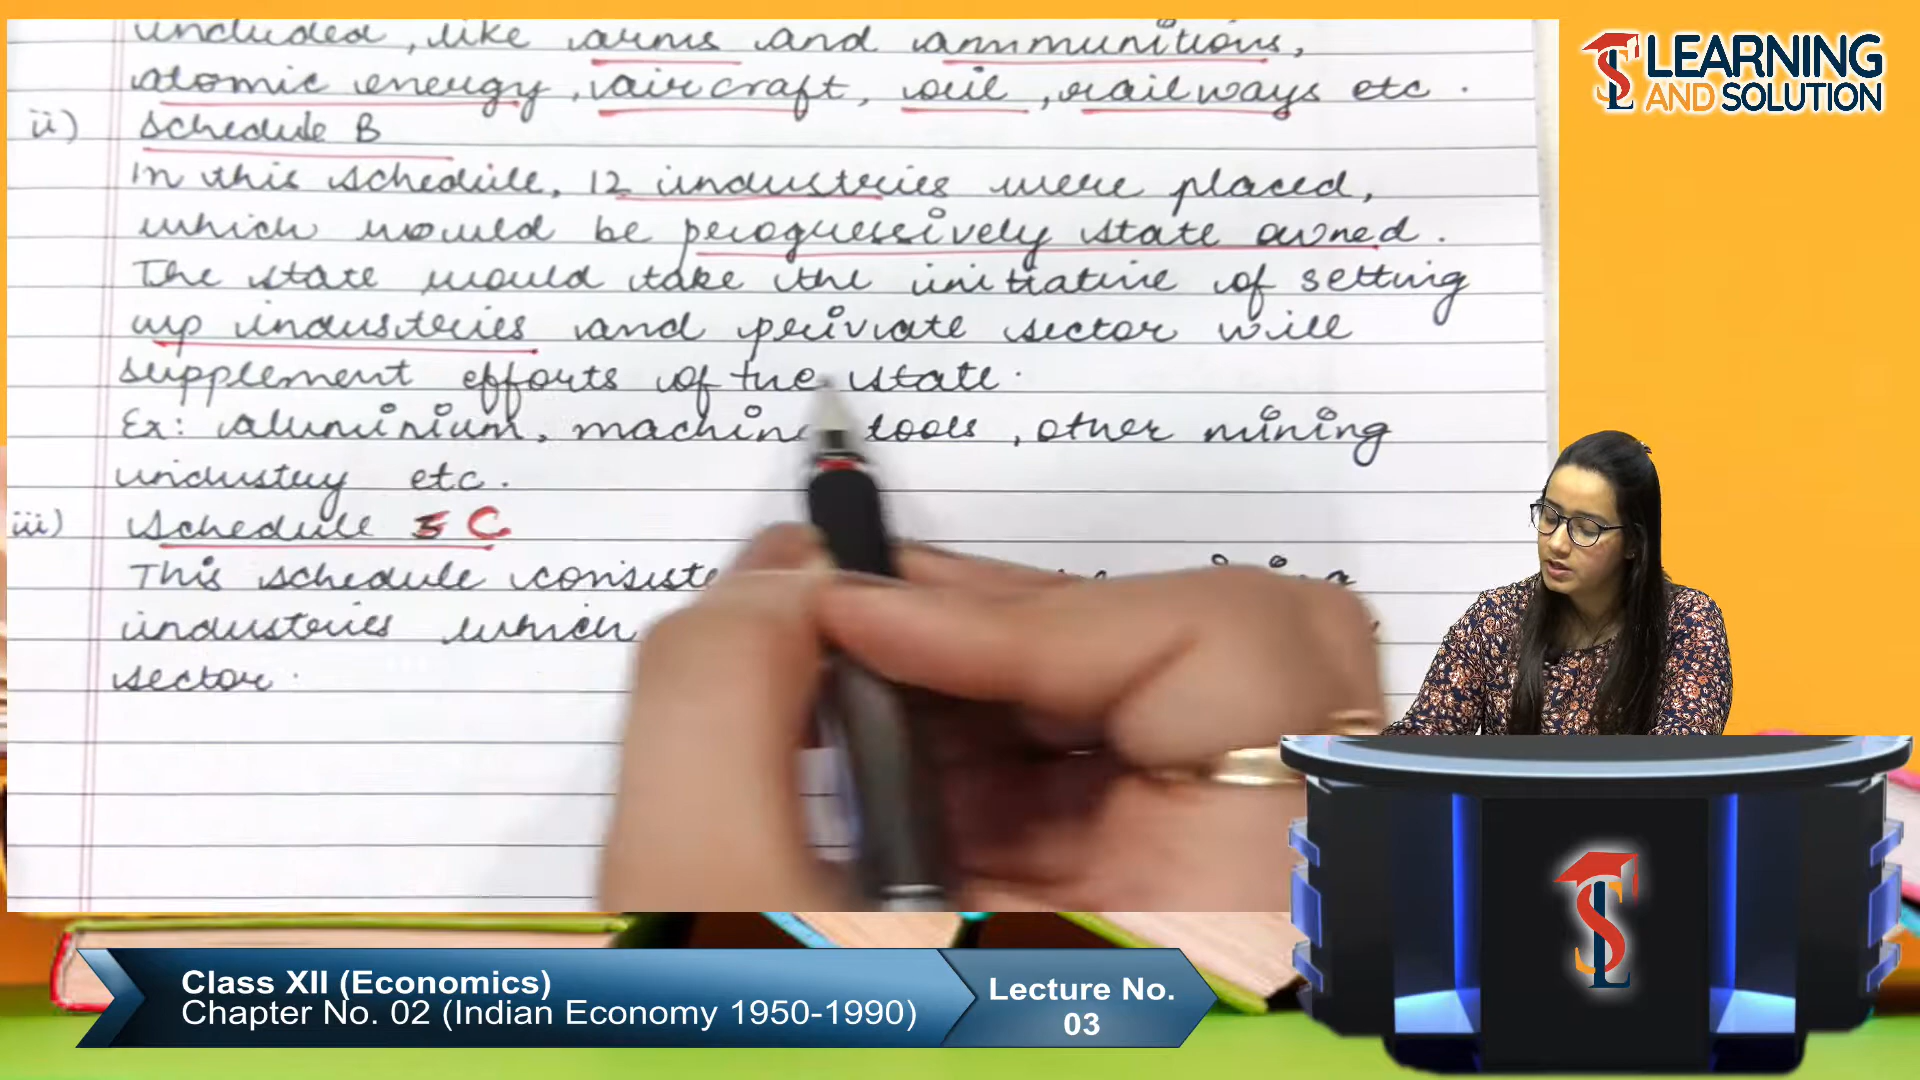 included, like arms and ammunitions,
atomic energy, aircraft, oil, railways etc.
ii) Schedule B
In this schedule, 12 industries were placed,
which would be progressively state owned.
The state would take the initiative of setting
up industries and private sector will
supplement efforts of the state.
Ex: aluminium, machine tools, other mining
industry etc.
iii) Schedule C
This schedule
industries which
sector.
LEARNING
AND SOLUTION
SL
Class XII (Economics)
Chapter No. 02 (Indian Economy 1950-1990)
Lecture No.
03